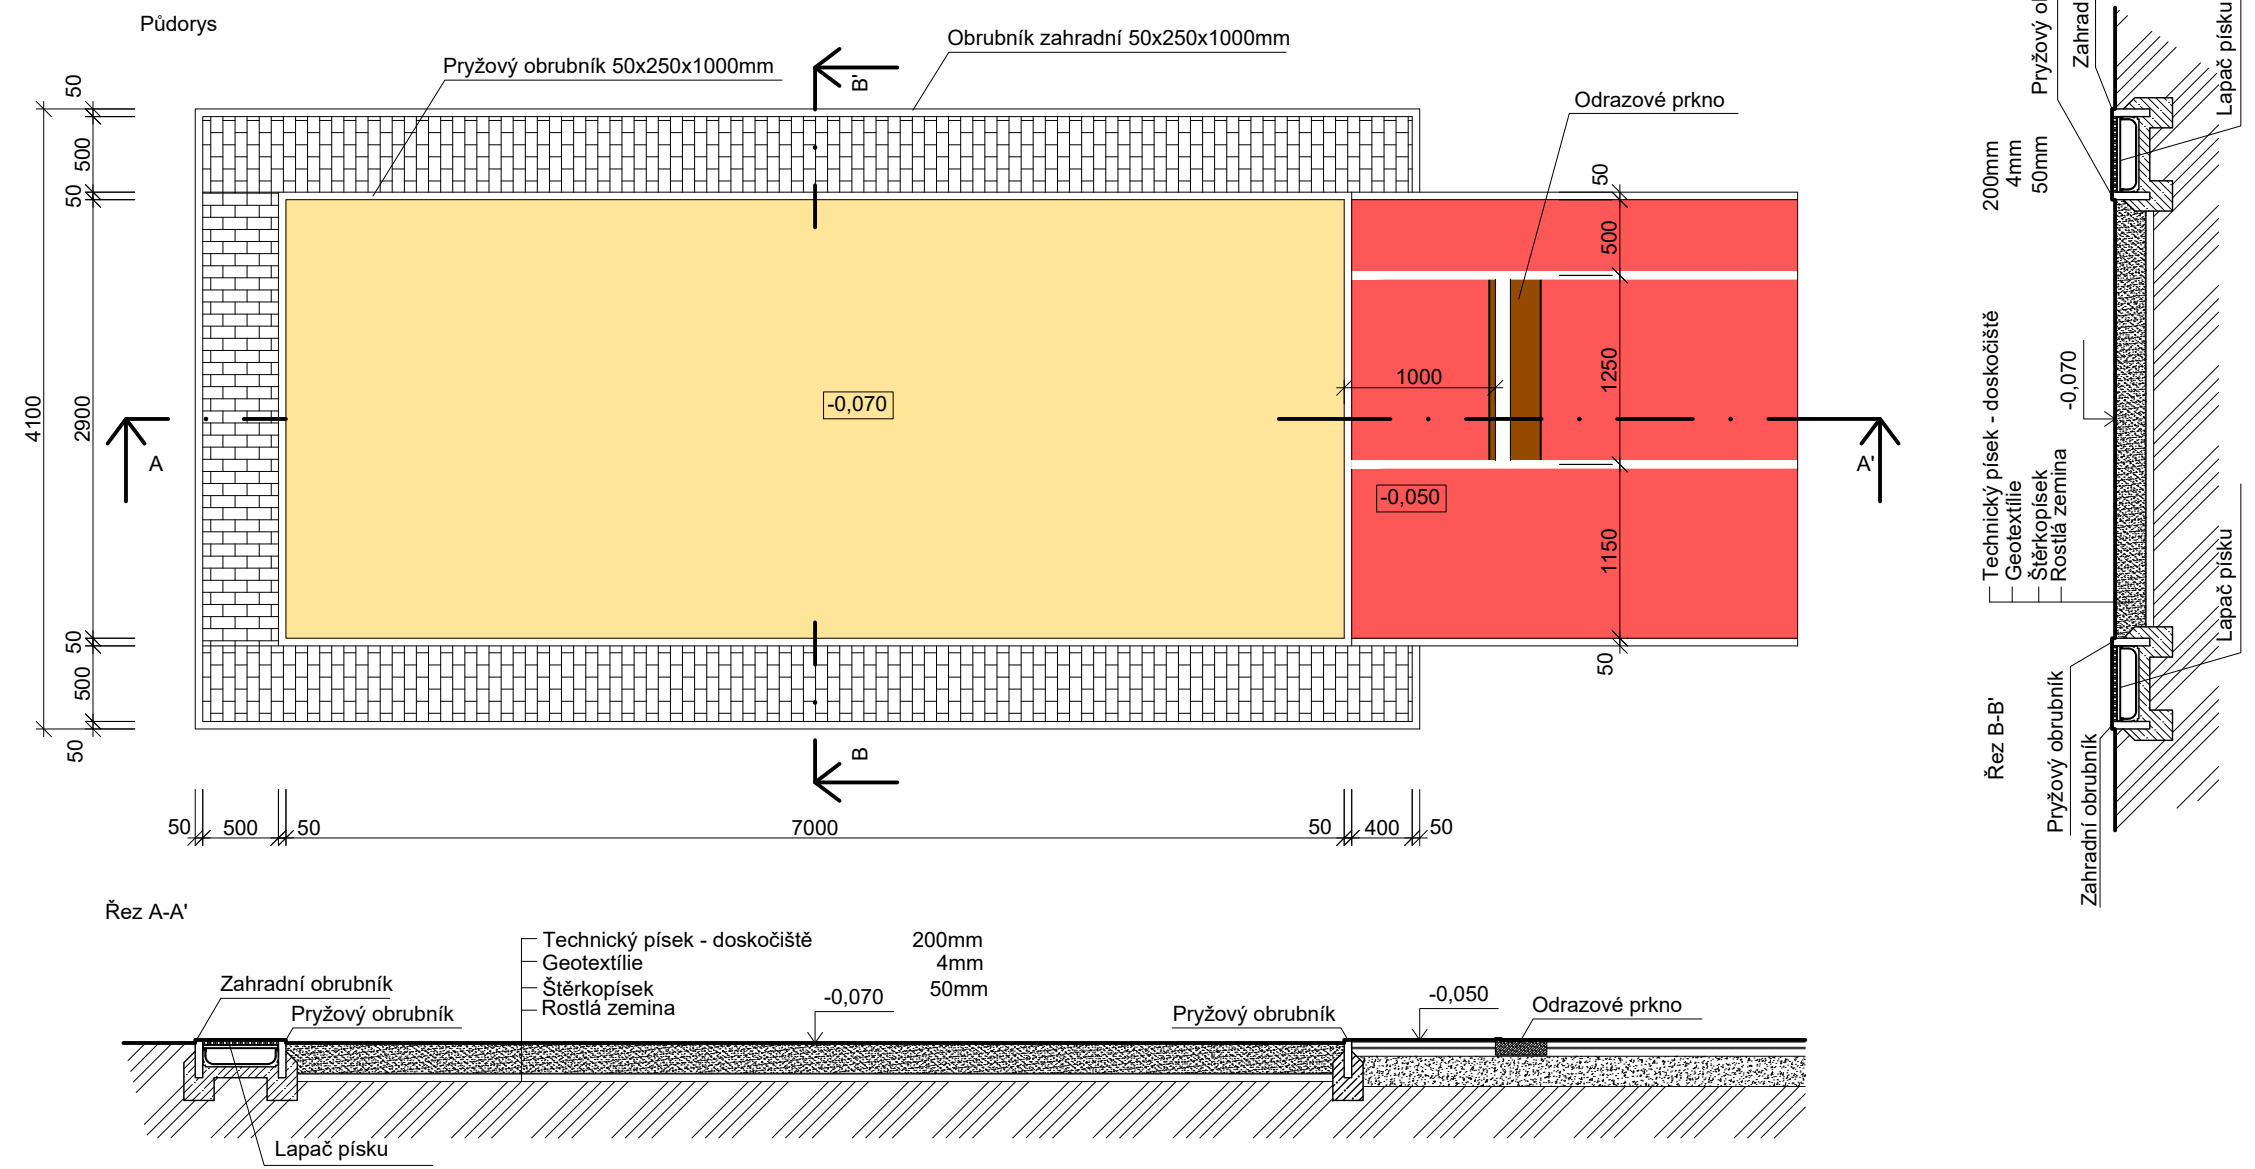 Půdorys
Pryžový obrubník 50x250x1000mm
Obrubník zahradní 50x250x1000mm
Odrazové prkno
B'
50
500
50
2900
50
500
50
4100
A
-0,070
1000
50
500
1250
1150
50
-0,050
A'
B
50
500
50
7000
50
400
50
Řez A-A'
Technický písek - doskočiště 200mm
Geotextílie 4mm
Štěrkopísek 50mm
Rostlá zemina
Zahradní obrubník
Pryžový obrubník
-0,070
Pryžový obrubník
-0,050
Odrazové prkno
Lapač písku
Řez B-B'
Technický písek - doskočiště 200mm
Geotextílie 4mm
Štěrkopísek 50mm
Rostlá zemina
-0,070
Lapač písku
Lapač písku
Pryžový obrubník
Zahradní obrubník
Pryžový